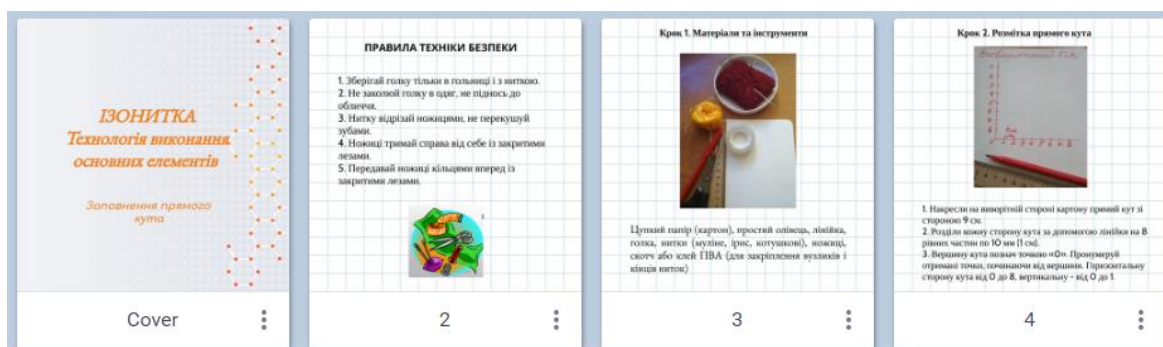 ІЗОНИТКА
Технологія виконання
основних елементів
Заповнення прямого
кута
Cover
ПРАВИЛА ТЕХНІКИ БЕЗПЕКИ
1. Зберігай голку тільки в гольниці і з ниткою.
2. Не заколюй голку в одяг, не піднось до
обличчя.
3. Нитку відрізай ножицями, не перекушуй
зубами.
4. Ножиці тримай справа від себе із закритими
лезами.
5. Передавай ножиці кільцями вперед із
закритими лезами.
2
Крок 1. Матеріали та інструменти
Цупкий папір (картон), простий олівець, лінійка,
голка, нитки (муліне, ірис, котушкові), ножиці,
скотч або клей ПВА (для закріплення вузликів і
кінців ниток)
3
Крок 2. Розмітка прямого кута
1. Накресли на виворітній стороні картону прямий кут зі
стороною 9 см.
2. Розділи кожну сторону кута за допомогою лінійки на 8
рівних частин по 10 мм (1 см).
3. Вершину кута познач точкою «0». Пронумеруй
отримані точки, починаючи від вершини. Горизонтальну
сторону кута від 0 до 8, вертикальну - від 0 до 1.
4